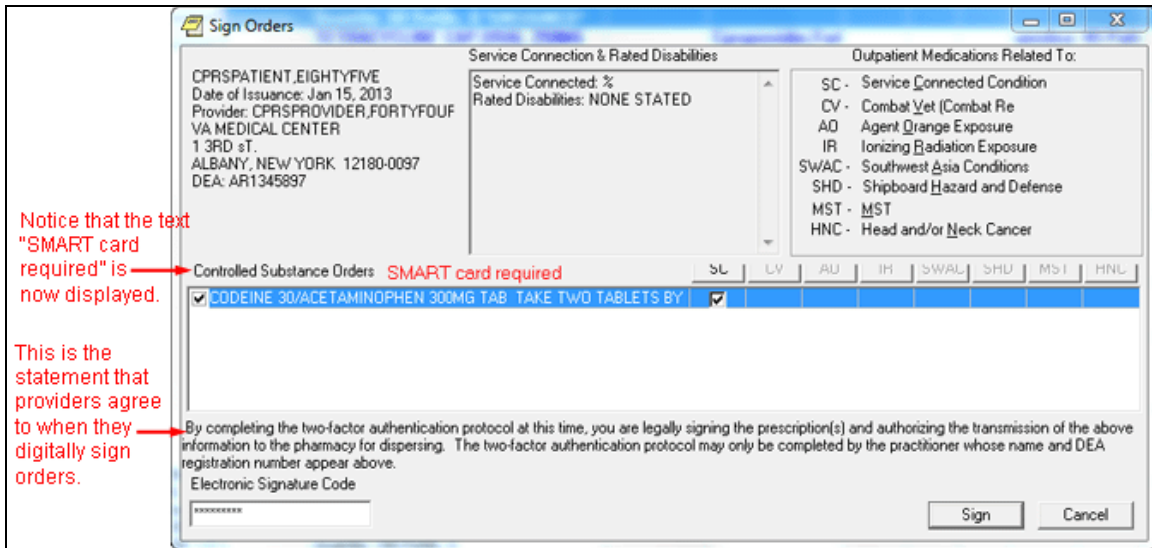 Sign Orders
CPRSPATIENT,EIGHTYFIVE
Date of Issuance: Jan 15, 2013
Provider: CPRSPROVIDER,FORTYFOUF
VA MEDICAL CENTER
1 3RD sT.
ALBANY, NEW YORK 12180-0097
DEA: AR1345897
Service Connection & Rated Disabilities
Service Connected: %
Rated Disabilities: NONE STATED
Outpatient Medications Related To:
SC - Service Connected Condition
CV - Combat Vet (Combat Re
AO Agent Orange Exposure
IR Ionizing Radiation Exposure
SWAC - Southwest Asia Conditions
SHD - Shipboard Hazard and Defense
MST - MST
HNC - Head and/or Neck Cancer
Notice that the text
"SMART card
required" is
now displayed.
Controlled Substance Orders SMART card required SC CV AO IR SWAC SHD MST HNC
CODEINE 30/ACETAMINOPHEN 300MG TAB TAKE TWO TABLETS BY
This is the
statement that
providers agree
to when they
digitally sign
orders.
By completing the two-factor authentication protocol at this time, you are legally signing the prescription(s) and authorizing the transmission of the above
information to the pharmacy for dispersing. The two-factor authentication protocol may only be completed by the practitioner whose name and DEA
registration number appear above.
Electronic Signature Code
*********
Sign Cancel